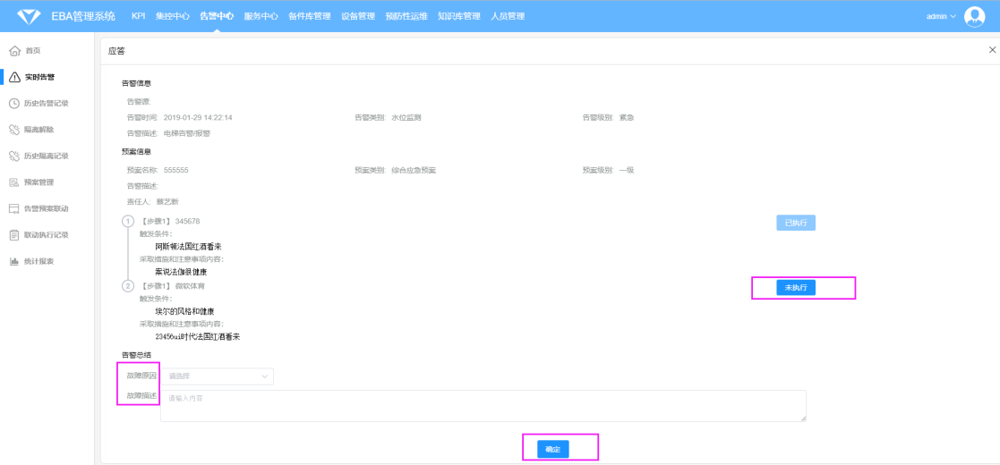 EBA管理系统 KPI 集控中心 告警中心 服务中心 备件库管理 设备管理 预防性运维 知识库管理 人员管理 admin
首页
实时告警
历史告警记录
隔离解除
历史隔离记录
预案管理
告警预案联动
联动执行记录
统计报表
应答
告警信息
告警源:
告警时间: 2019-01-29 14:22:14 告警类别: 水位监测 告警级别: 紧急
告警描述: 电梯告警/报警
预案信息
预案名称: 555555 预案类别: 综合应急预案 预案级别: 一级
告警描述:
责任人: 蔡艺新
1 【步骤1】 345678 已执行
触发条件:
阿斯顿法国红酒看来
采取措施和注意事项内容:
案说法伽很健康
2 【步骤1】 微软体育 未执行
触发条件:
埃尔的风格和健康
采取措施和注意事项内容:
23456ui时代法国红酒看来
告警总结
故障原因: 请选择
故障描述: 请输入内容
确定